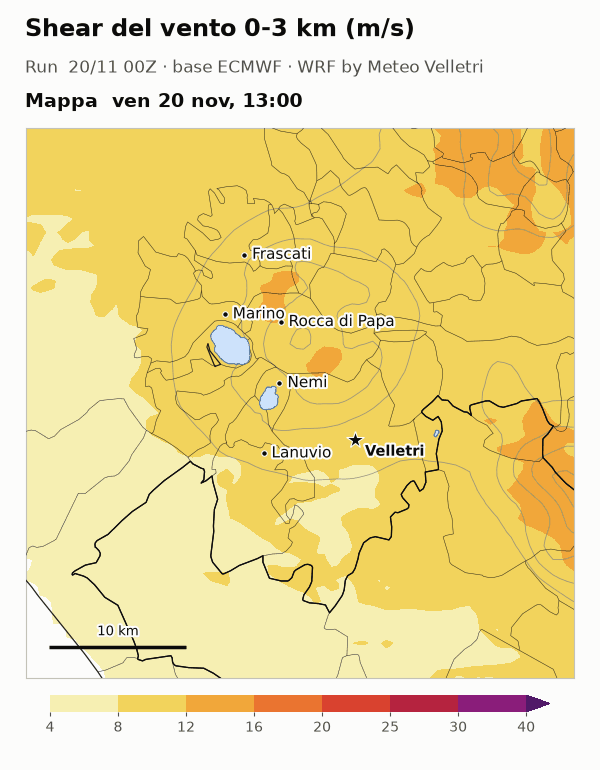 Shear del vento 0-3 km (m/s)
Run  20/11 00Z · base ECMWF · WRF by Meteo Velletri
Mappa  ven 20 nov, 13:00
Frascati
Marino
Rocca di Papa
Nemi
Velletri
Lanuvio
10 km
4 8 12 16 20 25 30 40